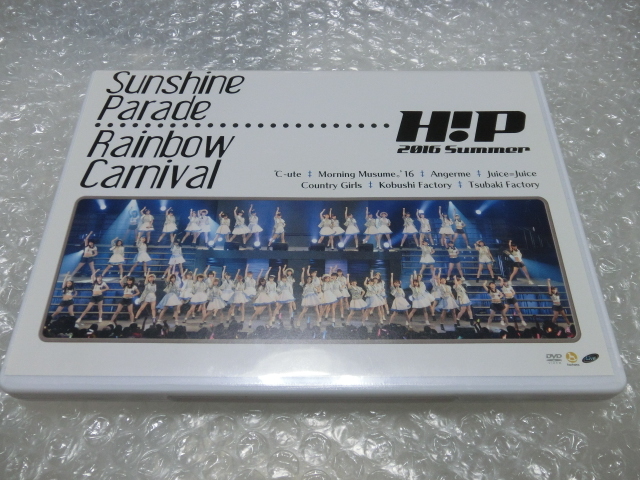 Sunshine
Parade
Rainbow
Carnival
H!P
2016 Summer
℃-ute ‡ Morning Musume。'16 ‡ Angerme ‡ Juice=Juice
Country Girls ‡ Kobushi Factory ‡ Tsubaki Factory
DVD